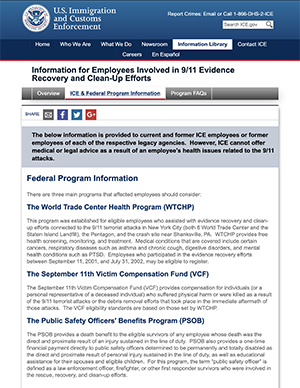 U.S. Immigration
and Customs
Enforcement
Report Crimes: Email or Call 1-866-DHS-2-ICE
Search ICE.gov
Home Who We Are What We Do Newsroom Information Library Contact ICE
Careers En Español
Information for Employees Involved in 9/11 Evidence
Recovery and Clean-Up Efforts
Overview ICE & Federal Program Information Program FAQs
SHARE
The below information is provided to current and former ICE employees or former
employees of each of the respective legacy agencies. However, ICE cannot offer
medical or legal advice as a result of an employee's health issues related to the 9/11
attacks.
Federal Program Information
There are three main programs that affected employees should consider:
The World Trade Center Health Program (WTCHP)
This program was established for eligible employees who assisted with evidence recovery and clean-
up efforts connected to the 9/11 terrorist attacks in New York City (both 6 World Trade Center and the
Staten Island Landfill), the Pentagon, and the crash site near Shanksville, PA. WTCHP provides free
health screening, monitoring, and treatment. Medical conditions that are covered include certain
cancers, respiratory diseases such as asthma and chronic cough, digestive disorders, and mental
health conditions such as PTSD. Employees who participated in the evidence recovery efforts
between September 11, 2001, and July 31, 2002, may be eligible to register.
The September 11th Victim Compensation Fund (VCF)
The September 11th Victim Compensation Fund (VCF) provides compensation for individuals (or a
personal representative of a deceased individual) who suffered physical harm or were killed as a result
of the 9/11 terrorist attacks or the debris removal efforts that took place in the immediate aftermath of
those attacks. The VCF eligibility standards are based on those set by WTCHP.
The Public Safety Officers' Benefits Program (PSOB)
The PSOB provides a death benefit to the eligible survivors of any employee whose death was the
direct and proximate result of an injury sustained in the line of duty. PSOB also provides a one-time
financial payment directly to public safety officers determined to be permanently and totally disabled as
the direct and proximate result of personal injury sustained in the line of duty, as well as educational
assistance for their spouses and eligible children. For this program, the term "public safety officer" is
defined as a law enforcement officer, firefighter, or other first responder who were involved in the
rescue, recovery, and clean-up efforts.